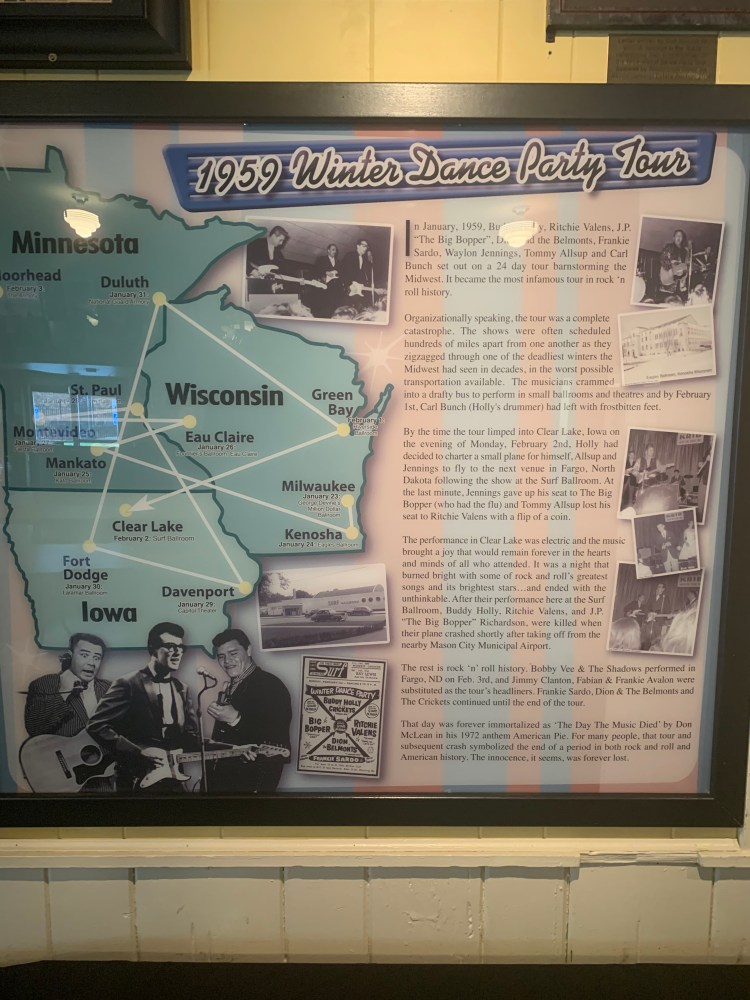 1959 Winter Dance Party Tour
Minnesota
oorhead
Duluth
January 31,
National Guard Armory
St. Paul
Montevideo
Mankato
January 25,
Wisconsin
Eau Claire
January 26,
Green
Bay
February 1,
Milwaukee
January 23,
George Devine's
Million Dollar
Ballroom
Kenosha
January 24, Eagles Ballroom
Clear Lake
February 2; Surf Ballroom
Fort
Dodge
January 30,
Laramar Ballroom
Davenport
January 29,
Capitol Theater
Iowa
Surf
WINTER DANCE PARTY
BUDDY HOLLY
CRICKETS
BIG
BOPPER
RITCHIE
VALENS
DION
BELMONTS
FRANKIE SARDO
In January, 1959, y, Ritchie Valens, J.P.
“The Big Bopper”, d the Belmonts, Frankie
Sardo, Waylon Jennings, Tommy Allsup and Carl
Bunch set out on a 24 day tour barnstorming the
Midwest. It became the most infamous tour in rock ‘n
roll history.
Organizationally speaking, the tour was a complete
catastrophe. The shows were often scheduled
hundreds of miles apart from one another as they
zigzagged through one of the deadliest winters the
Midwest had seen in decades, in the worst possible
transportation available. The musicians crammed
into a drafty bus to perform in small ballrooms and theatres and by February
1st, Carl Bunch (Holly's drummer) had left with frostbitten feet.
By the time the tour limped into Clear Lake, Iowa on
the evening of Monday, February 2nd, Holly had
decided to charter a small plane for himself, Allsup and
Jennings to fly to the next venue in Fargo, North
Dakota following the show at the Surf Ballroom. At
the last minute, Jennings gave up his seat to The Big
Bopper (who had the flu) and Tommy Allsup lost his
seat to Ritchie Valens with a flip of a coin.
The performance in Clear Lake was electric and the music
brought a joy that would remain forever in the hearts
and minds of all who attended. It was a night that
burned bright with some of rock and roll's greatest
songs and its brightest stars…and ended with the
unthinkable. After their performance here at the Surf
Ballroom, Buddy Holly, Ritchie Valens, and J.P.
“The Big Bopper” Richardson, were killed when
their plane crashed shortly after taking off from the
nearby Mason City Municipal Airport.
The rest is rock ‘n’ roll history. Bobby Vee & The Shadows performed in
Fargo, ND on Feb. 3rd, and Jimmy Clanton, Fabian & Frankie Avalon were
substituted as the tour's headliners. Frankie Sardo, Dion & The Belmonts and
The Crickets continued until the end of the tour.
That day was forever immortalized as ‘The Day The Music Died’ by Don
McLean in his 1972 anthem American Pie. For many people, that tour and
subsequent crash symbolized the end of a period in both rock and roll and
American history. The innocence, it seems, was forever lost.